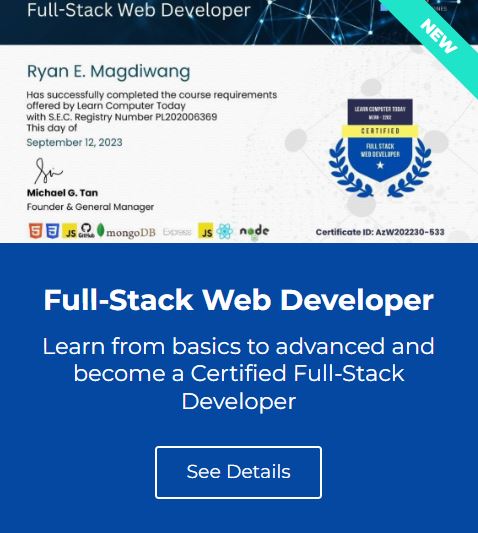 Full-Stack Web Developer
NEW
Ryan E. Magdiwang
Has successfully completed the course requirements
offered by Learn Computer Today
with S.E.C. Registry Number PL202006369
This day of
September 12, 2023
Michael G. Tan
Founder & General Manager
LEARN COMPUTER TODAY
CERTIFIED
FULL STACK
WEB DEVELOPER
JS GitHub mongoDB Express JS node
Certificate ID: AzW202230-533
Full-Stack Web Developer
Learn from basics to advanced and
become a Certified Full-Stack
Developer
See Details